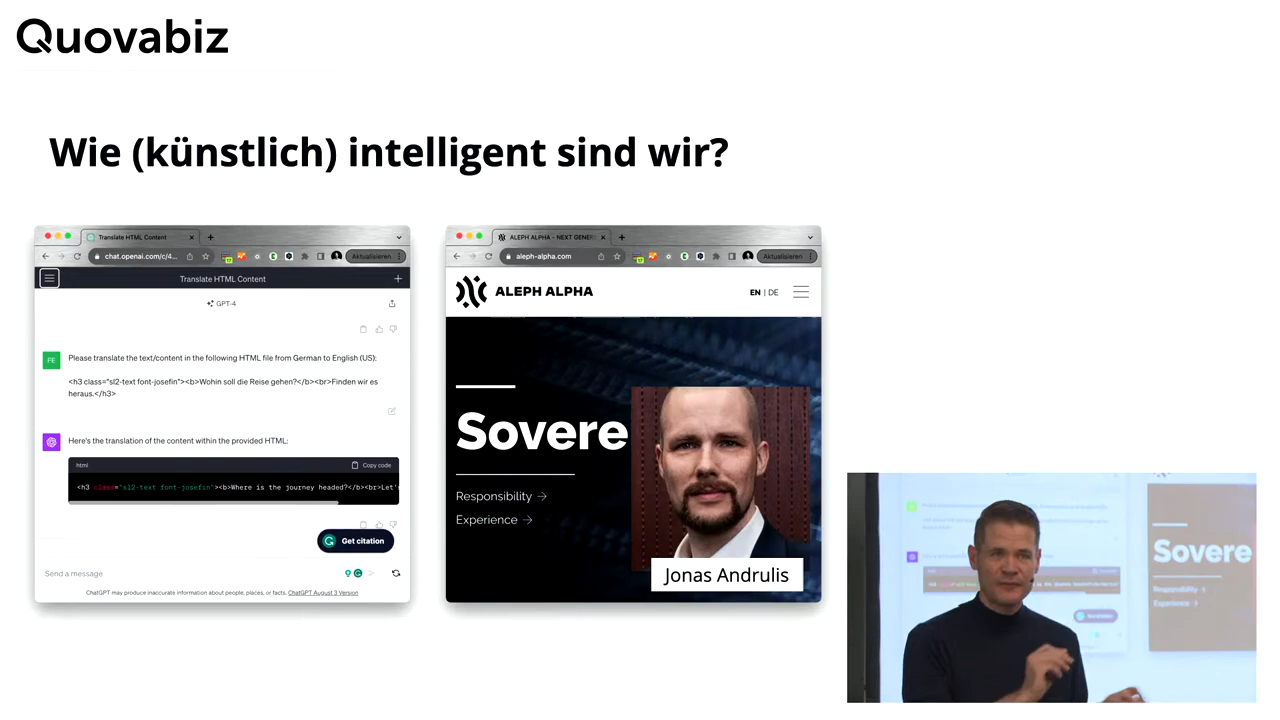 Quovabiz
Wie (künstlich) intelligent sind wir?
Translate HTML Content
chat.openai.com/c/4...
Aktualisieren
Translate HTML Content
GPT-4
FE
Please translate the text/content in the following HTML file from German to English (US):
<h3 class="sl2-text font-josefin"><b>Wohin soll die Reise gehen?</b><br>Finden wir es
heraus.</h3>
Here's the translation of the content within the provided HTML:
html
Copy code
<h3 class="sl2-text font-josefin"><b>Where is the journey headed?</b><br>Let'
Get citation
Send a message
ChatGPT may produce inaccurate information about people, places, or facts. ChatGPT August 3 Version
ALEPH ALPHA - NEXT GENER
aleph-alpha.com
Aktualisieren
ALEPH ALPHA
EN | DE
Sovere
Responsibility →
Experience →
Jonas Andrulis
Sovere
Responsibility
Experience